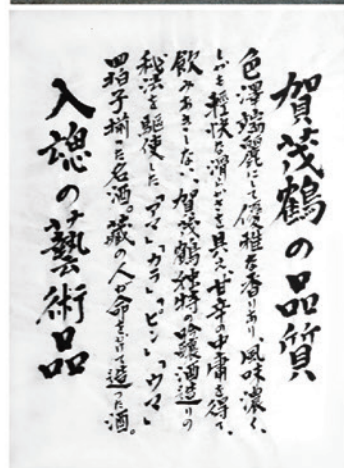 賀茂鶴の品質
色澤端麗にして優雅な香りあり、風味濃く、
しかも軽快な滑らかさを具え、甘辛の中庸を得て、
飲みあきしない、賀茂鶴独特の吟醸酒造りの
秘法を駆使した「アマ」「カラ」「ピン」「ウマ」
四拍子揃った名酒。蔵の人が命をかけて造った酒。
入魂の藝術品